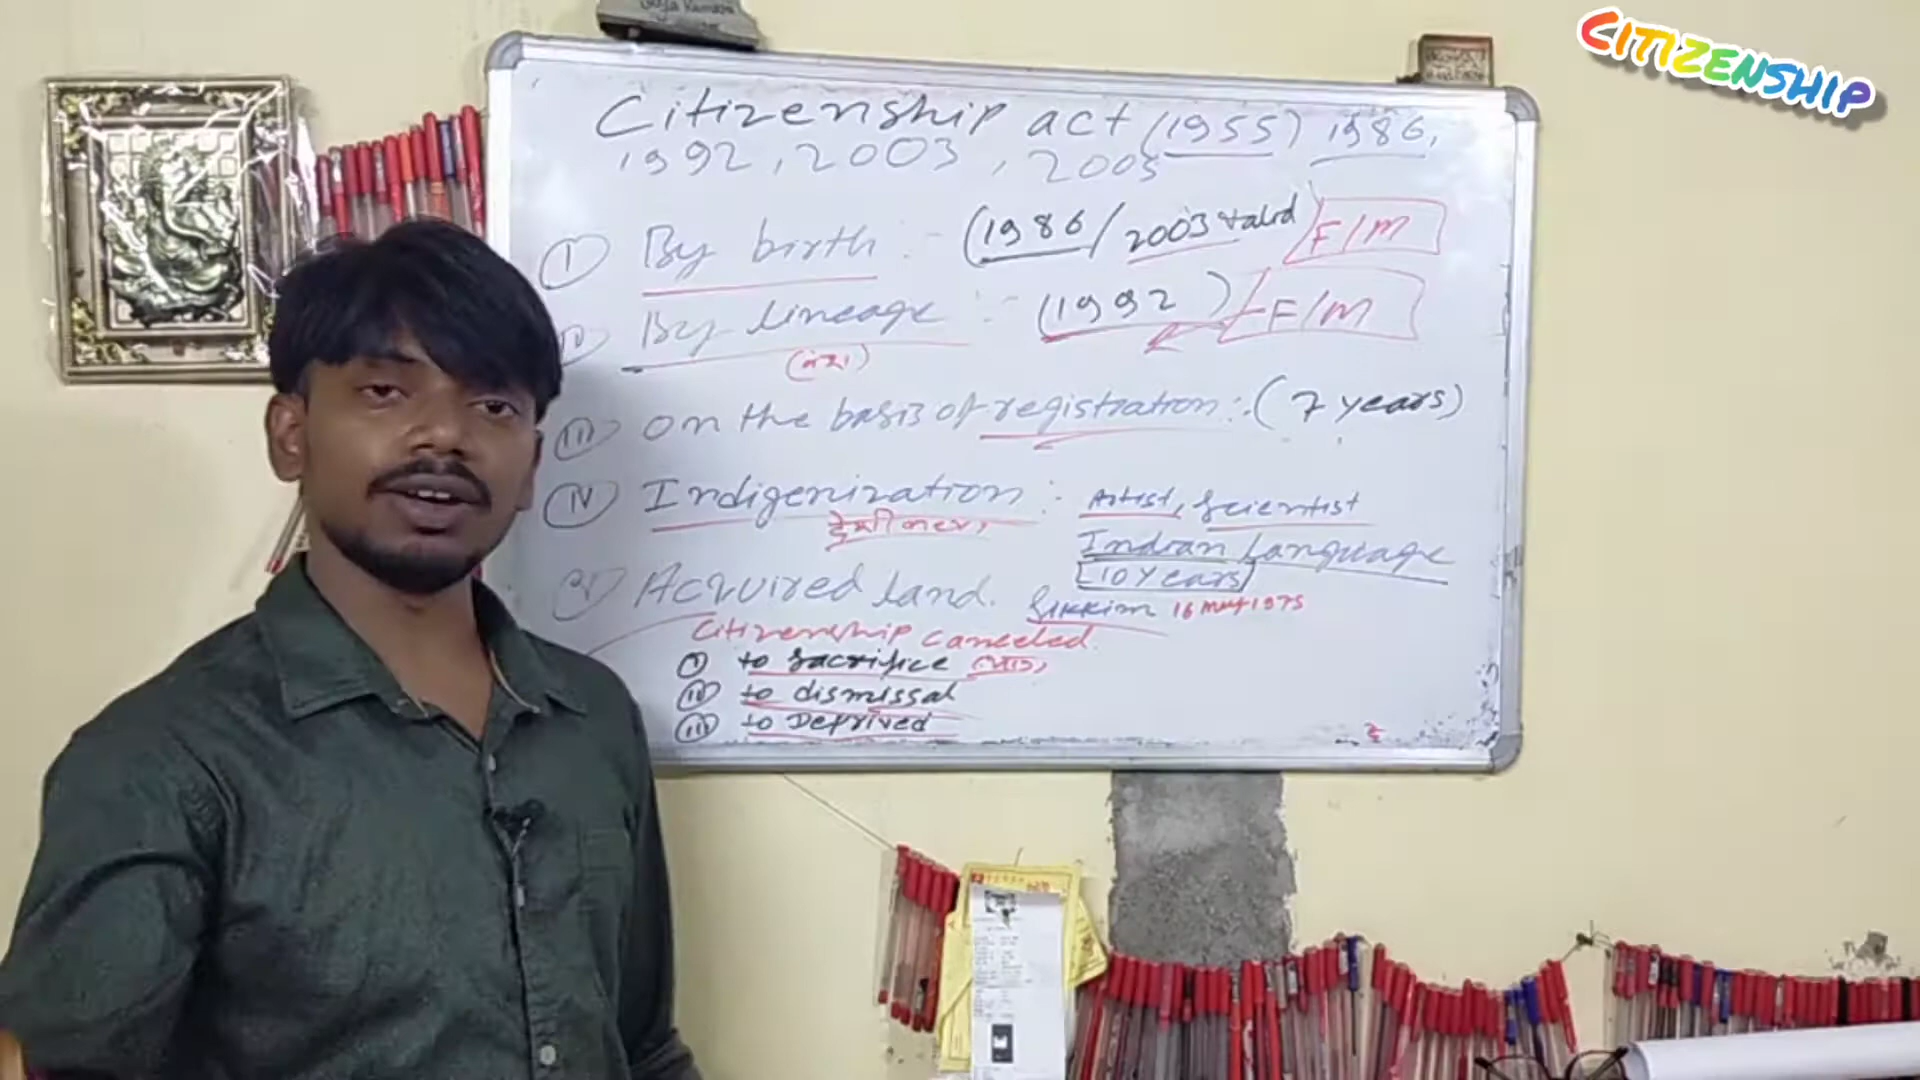 CITIZENSHIP
Citizenship act (1955) 1986,
1992, 2003, 2005
(I) By birth :- (1986 / 2003 valid) F/M
(II) By lineage :- (1992) F/M
(वंश)
(III) on the basis of registration :- (7 years)
(IV) Indigenization : Artist, Scientist
Indian Language
10 years
Acquired land. Sikkim 16 May 1975
Citizenship canceled.
(I) to sacrifice
(II) to dismissal
(III) to Deprived